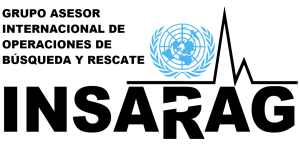 GRUPO ASESOR
INTERNACIONAL DE
OPERACIONES DE
BÚSQUEDA Y RESCATE
INSARAG